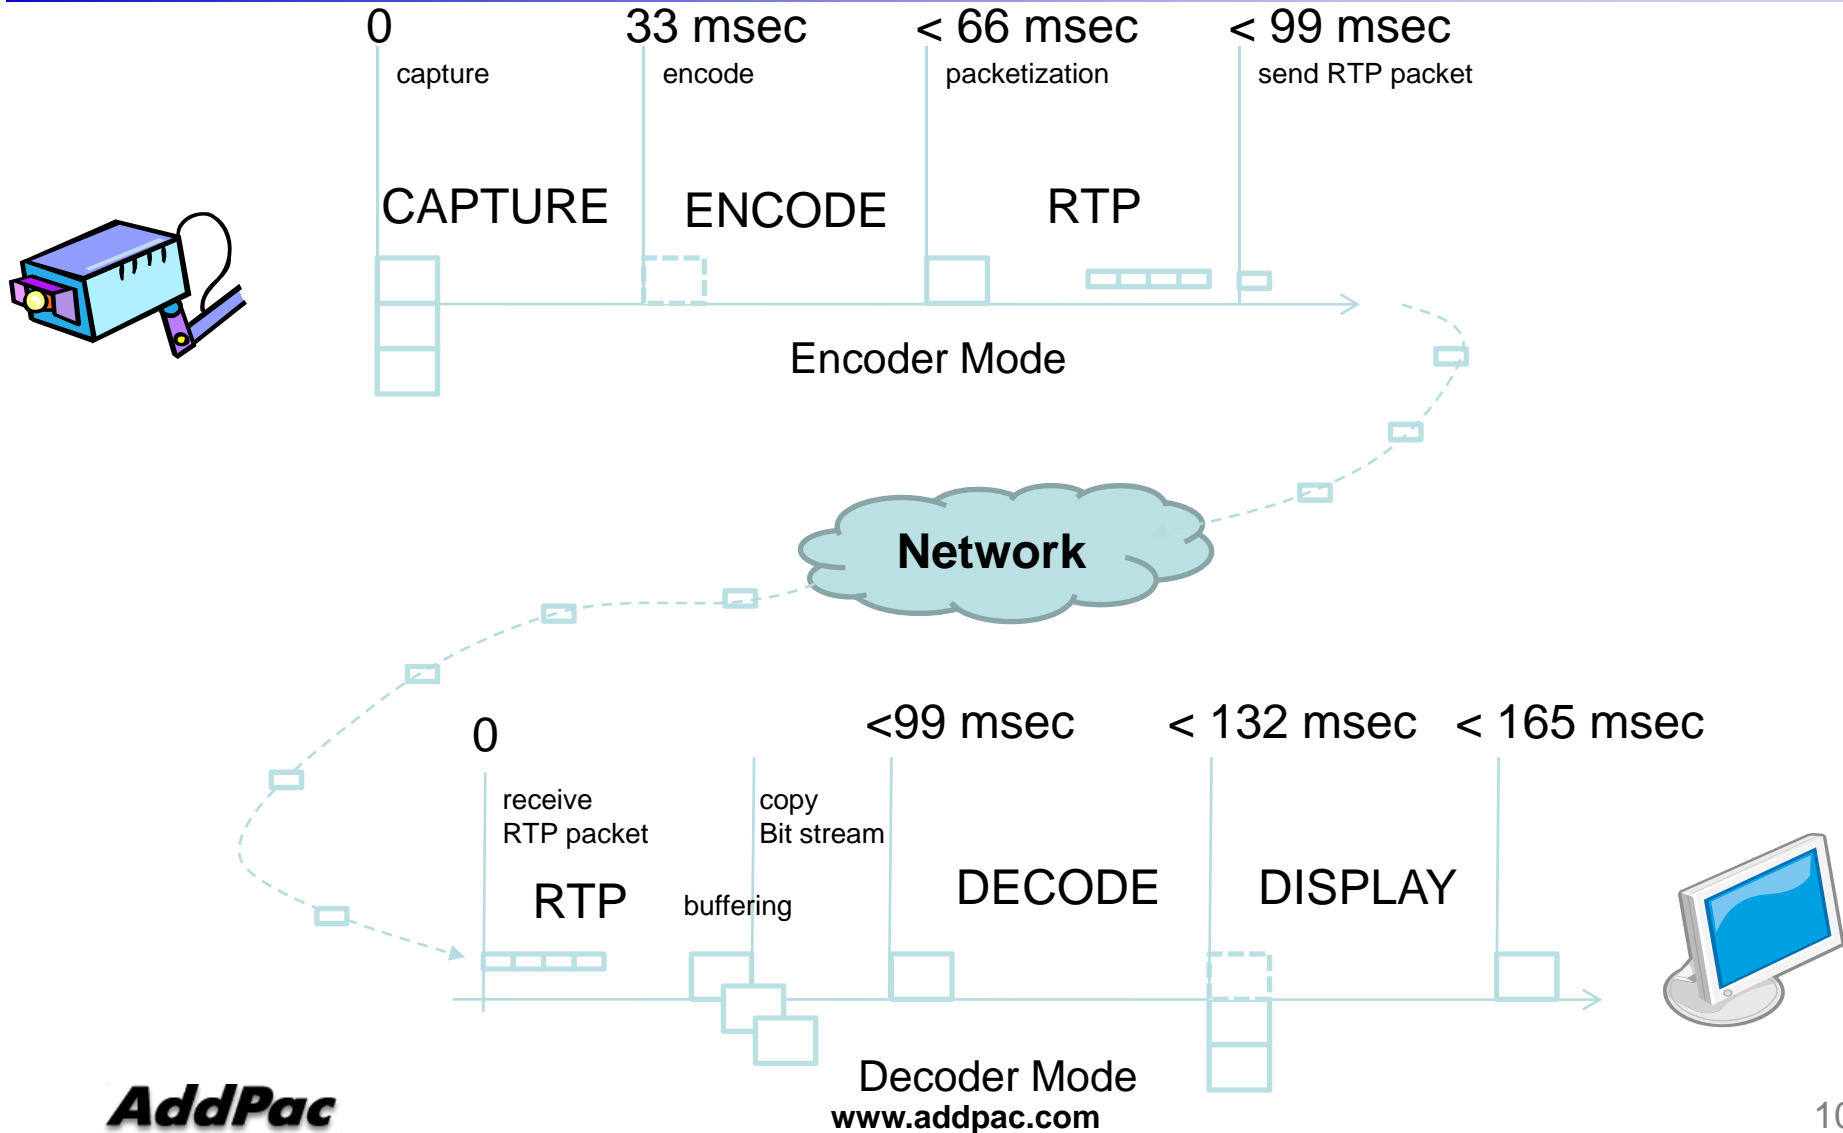 0
33 msec
< 66 msec
< 99 msec
capture
encode
packetization
send RTP packet
CAPTURE
ENCODE
RTP
Encoder Mode
Network
0
<99 msec
< 132 msec
< 165 msec
receive
RTP packet
copy
Bit stream
RTP
buffering
DECODE
DISPLAY
Decoder Mode
AddPac
www.addpac.com